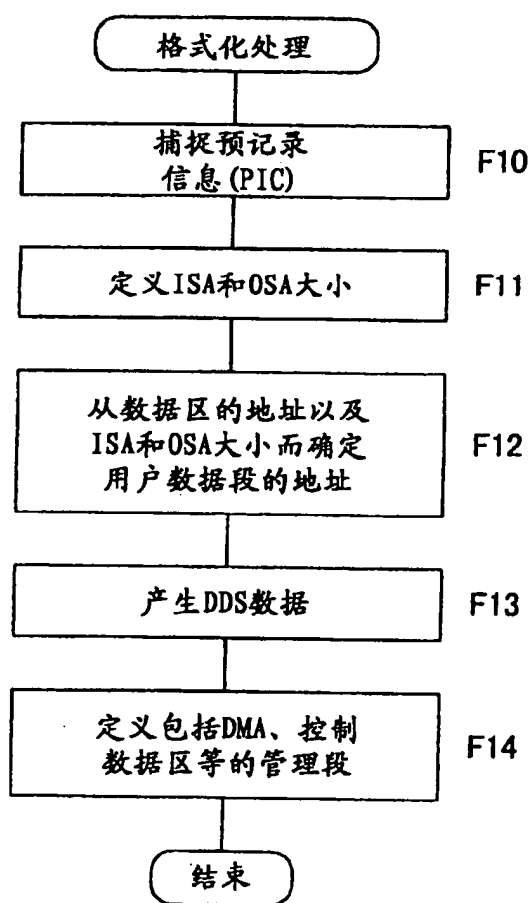 格式化处理
捕捉预记录
信息(PIC)
F10
定义ISA和OSA大小
F11
从数据区的地址以及
ISA和OSA大小而确定
用户数据段的地址
F12
产生DDS数据
F13
定义包括DMA、控制
数据区等的管理段
F14
结束